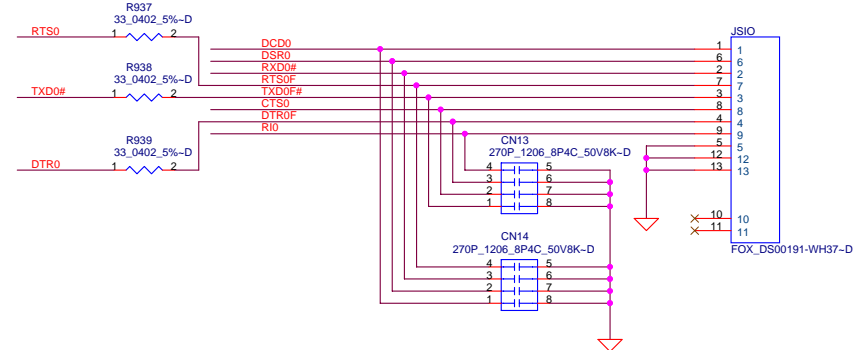 R937
33_0402_5%~D
RTS0 1 2
R938
33_0402_5%~D
TXD0# 1 2
R939
33_0402_5%~D
DTR0 1 2
DCD0
DSR0
RXD0#
RTS0F
TXD0F#
CTS0
DTR0F
RI0
JSIO
1 1
6 6
2 2
7 7
3 3
8 8
4 4
9 9
5 5
12 12
13 13
10 10
11 11
FOX_DS00191-WH37~D
CN13
270P_1206_8P4C_50V8K~D
4 5
3 6
2 7
1 8
CN14
270P_1206_8P4C_50V8K~D
4 5
3 6
2 7
1 8